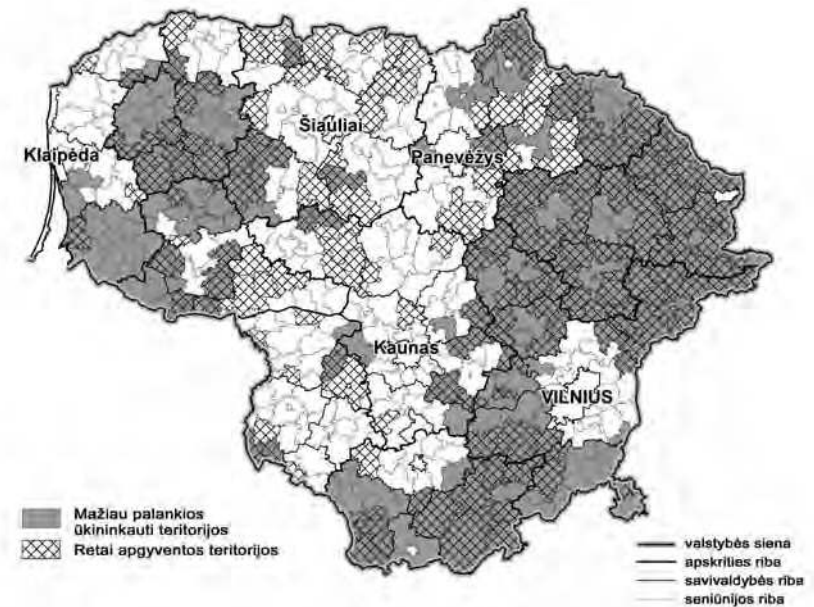 Šiauliai
Klaipėda
Panevėžys
Kaunas
VILNIUS
Mažiau palankios
ūkininkauti teritorijos
Retai apgyventos teritorijos
valstybės siena
apskrities riba
savivaldybės riba
seniūnijos riba